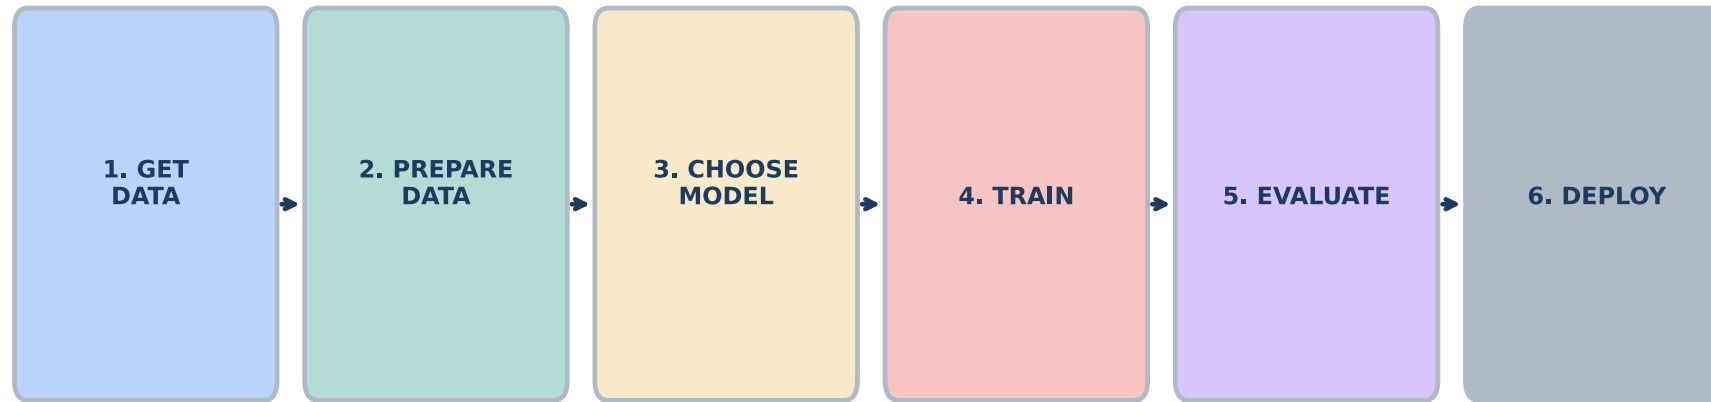 1. GET
DATA
2. PREPARE
DATA
3. CHOOSE
MODEL
4. TRAIN
5. EVALUATE
6. DEPLOY